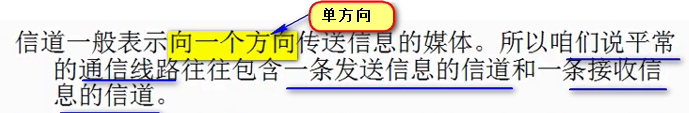 单方向
信道一般表示向一个方向传送信息的媒体。所以咱们说平常
的通信线路往往包含一条发送信息的信道和一条接收信
息的信道。